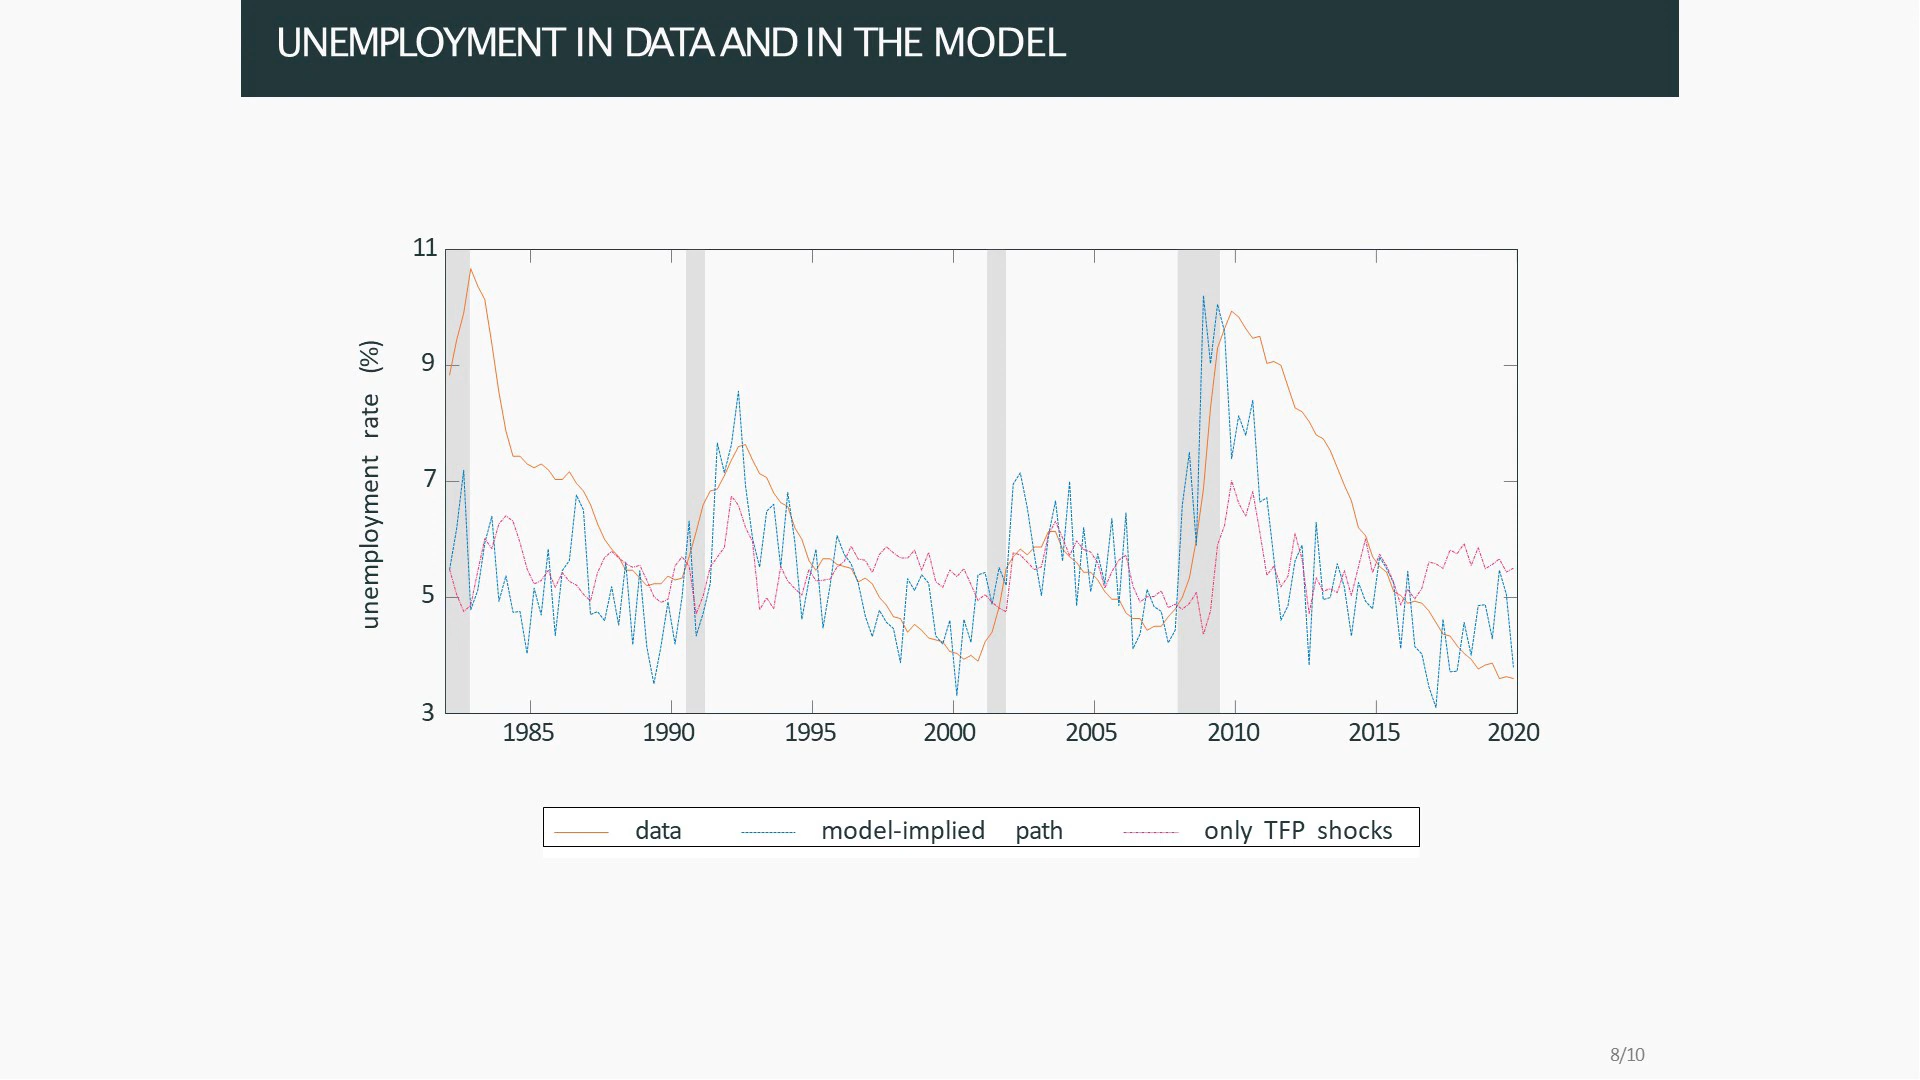 UNEMPLOYMENT IN DATA AND IN THE MODEL
11
9
7
5
3
unemployment rate (%)
1985 1990 1995 2000 2005 2010 2015 2020
data model-implied path only TFP shocks
8/10